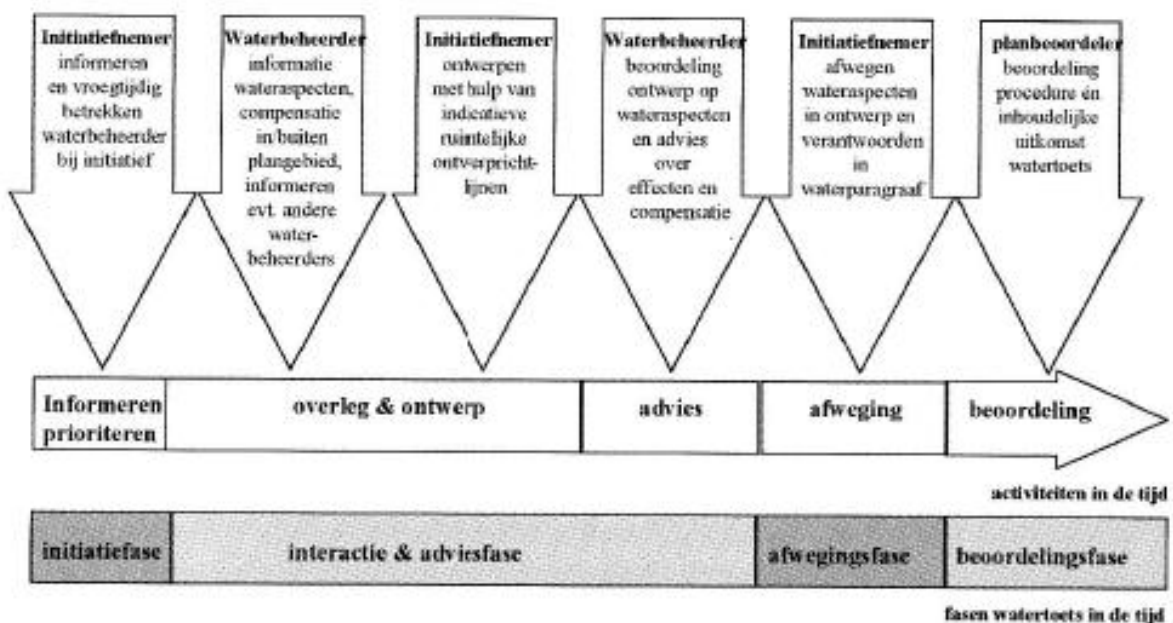 Initiatiefnemer
informeren
en vroegtijdig
betrekken
waterbeheerder
bij initiatief
Waterbeheerder
informatie
wateraspecten,
compensatie
in/buiten
plangebied,
informeren
evt. andere
water-
beheerders
Initiatiefnemer
ontwerpen
met hulp van
indicatieve
ruimtelijke
ontwerpricht-
lijnen
Waterbeheerder
beoordeling
ontwerp op
wateraspecten
en advies
over
effecten en
compensatie
Initiatiefnemer
afwegen
wateraspecten
in ontwerp en
verantwoorden
in
waterparagraaf
planbeoordeler
beoordeling
procedure én
inhoudelijke
uitkomst
watertoets
Informeren
prioriteren
overleg & ontwerp
advies
afweging
beoordeling
activiteiten in de tijd
initiatiefase
interactie & adviesfase
afwegingsfase
beoordelingsfase
fasen watertoets in de tijd